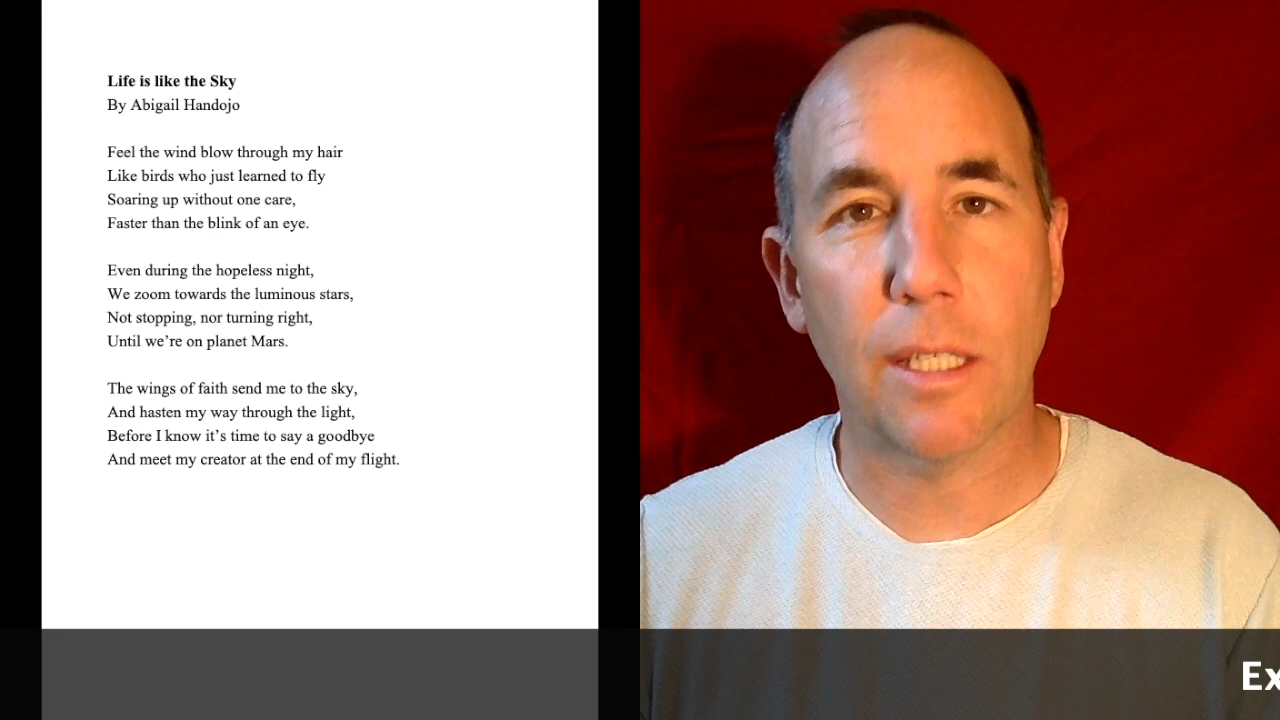 Life is like the Sky
By Abigail Handojo
Feel the wind blow through my hair
Like birds who just learned to fly
Soaring up without one care,
Faster than the blink of an eye.
Even during the hopeless night,
We zoom towards the luminous stars,
Not stopping, nor turning right,
Until we’re on planet Mars.
The wings of faith send me to the sky,
And hasten my way through the light,
Before I know it’s time to say a goodbye
And meet my creator at the end of my flight.
Ex